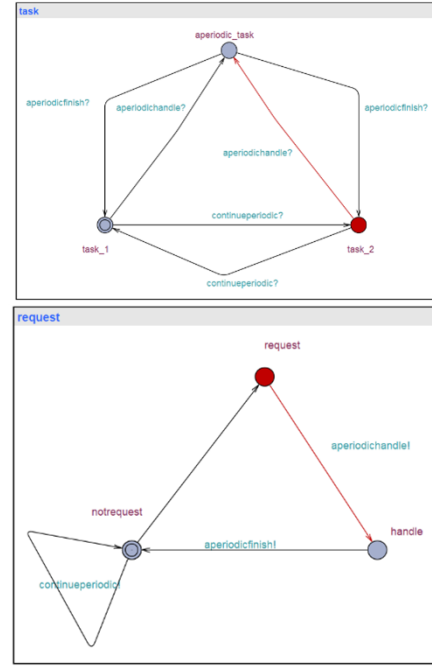 task
aperiodic_task
aperiodicfinish?
aperiodichandle?
aperiodicfinish?
aperiodichandle?
continueperiodic?
task_1
task_2
continueperiodic?
request
request
aperiodichandle!
notrequest
handle
aperiodicfinish!
continueperiodic!